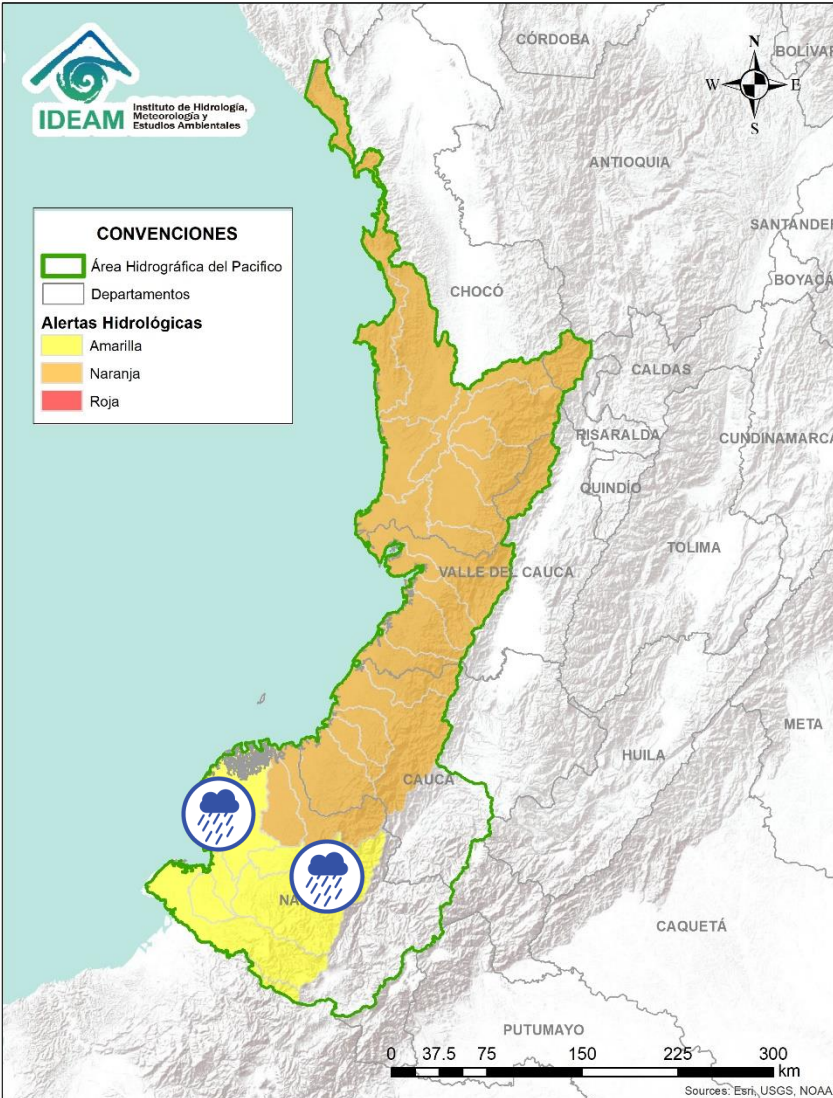 CÓRDOBA
BOLÍVAR
N
W E
S
IDEAM Instituto de Hidrología,
Meteorología y
Estudios Ambientales
ANTIOQUIA
SANTANDER
CONVENCIONES
Área Hidrográfica del Pacifico
Departamentos
Alertas Hidrológicas
Amarilla
Naranja
Roja
BOYACÁ
CHOCÓ
CALDAS
RISARALDA
CUNDINAMARCA
QUINDÍO
TOLIMA
VALLE DEL CAUCA
META
HUILA
CAUCA
NA
CAQUETÁ
PUTUMAYO
0 37.5 75 150 225 300
km
Sources: Esri, USGS, NOAA